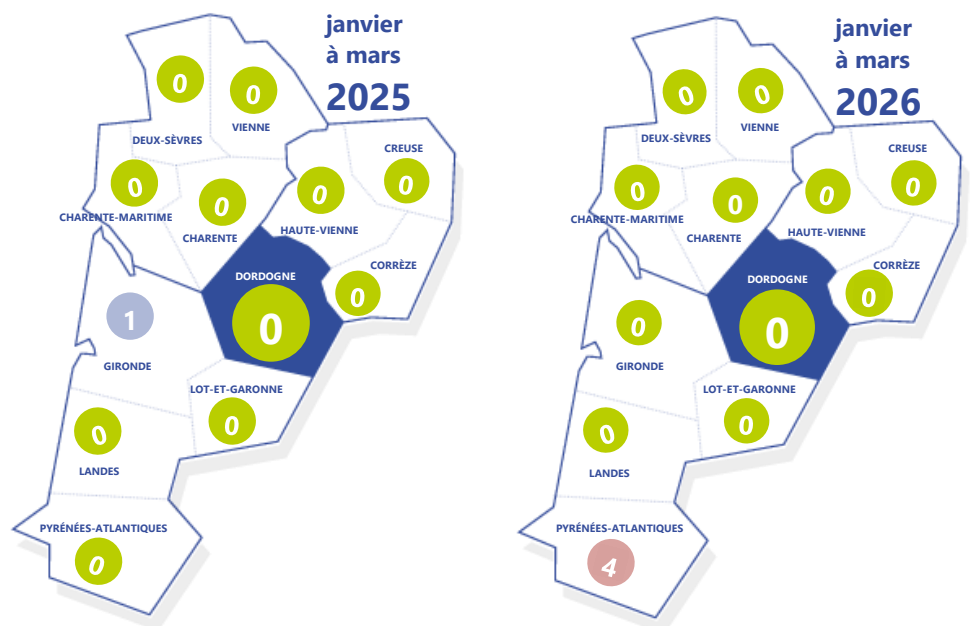 janvier
à mars
2025
0
0
VIENNE
DEUX-SÈVRES
CREUSE
0
0
0
0
CHARENTE-MARITIME
CHARENTE
HAUTE-VIENNE
CORRÈZE
DORDOGNE
0
0
1
GIRONDE
LOT-ET-GARONNE
0
0
LANDES
PYRÉNÉES-ATLANTIQUES
0
janvier
à mars
2026
0
0
VIENNE
DEUX-SÈVRES
CREUSE
0
0
0
0
CHARENTE-MARITIME
CHARENTE
HAUTE-VIENNE
CORRÈZE
DORDOGNE
0
0
0
GIRONDE
LOT-ET-GARONNE
0
0
LANDES
PYRÉNÉES-ATLANTIQUES
4